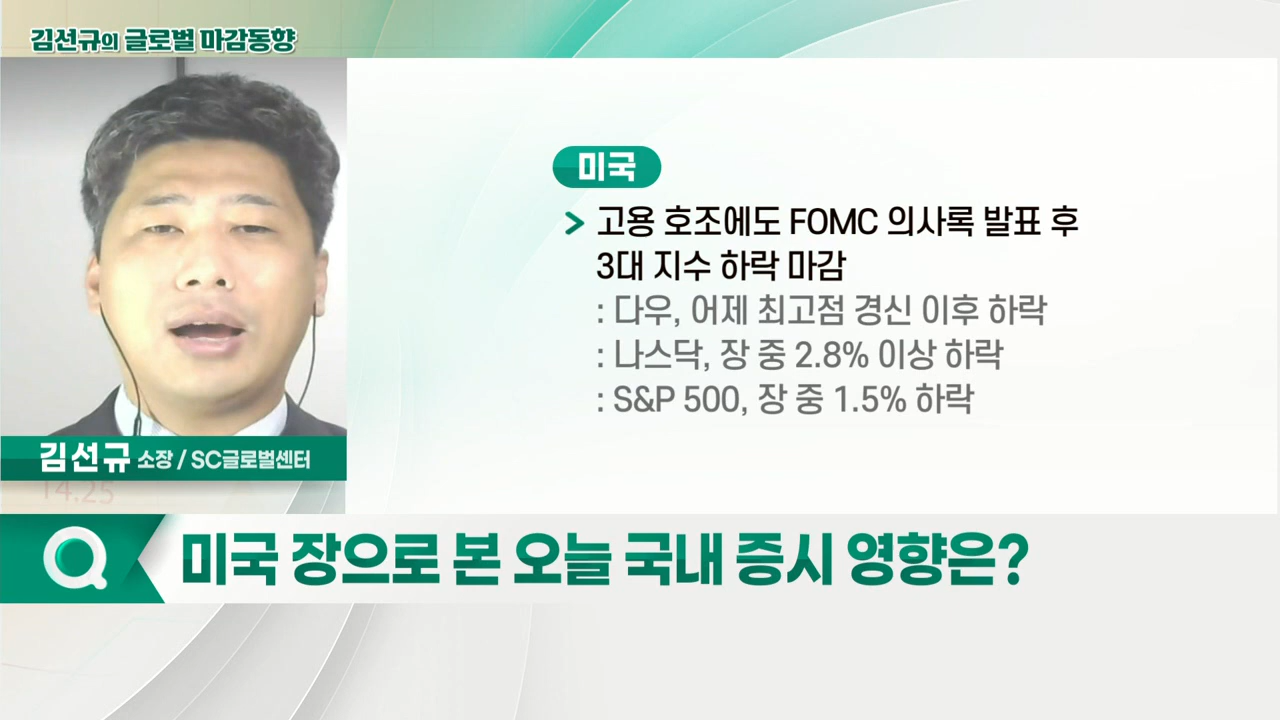 김선규의 글로벌 마감동향
미국
고용 호조에도 FOMC 의사록 발표 후
3대 지수 하락 마감
: 다우, 어제 최고점 경신 이후 하락
: 나스닥, 장 중 2.8% 이상 하락
: S&P 500, 장 중 1.5% 하락
김선규 소장 / SC글로벌센터
14.25
미국 장으로 본 오늘 국내 증시 영향은?